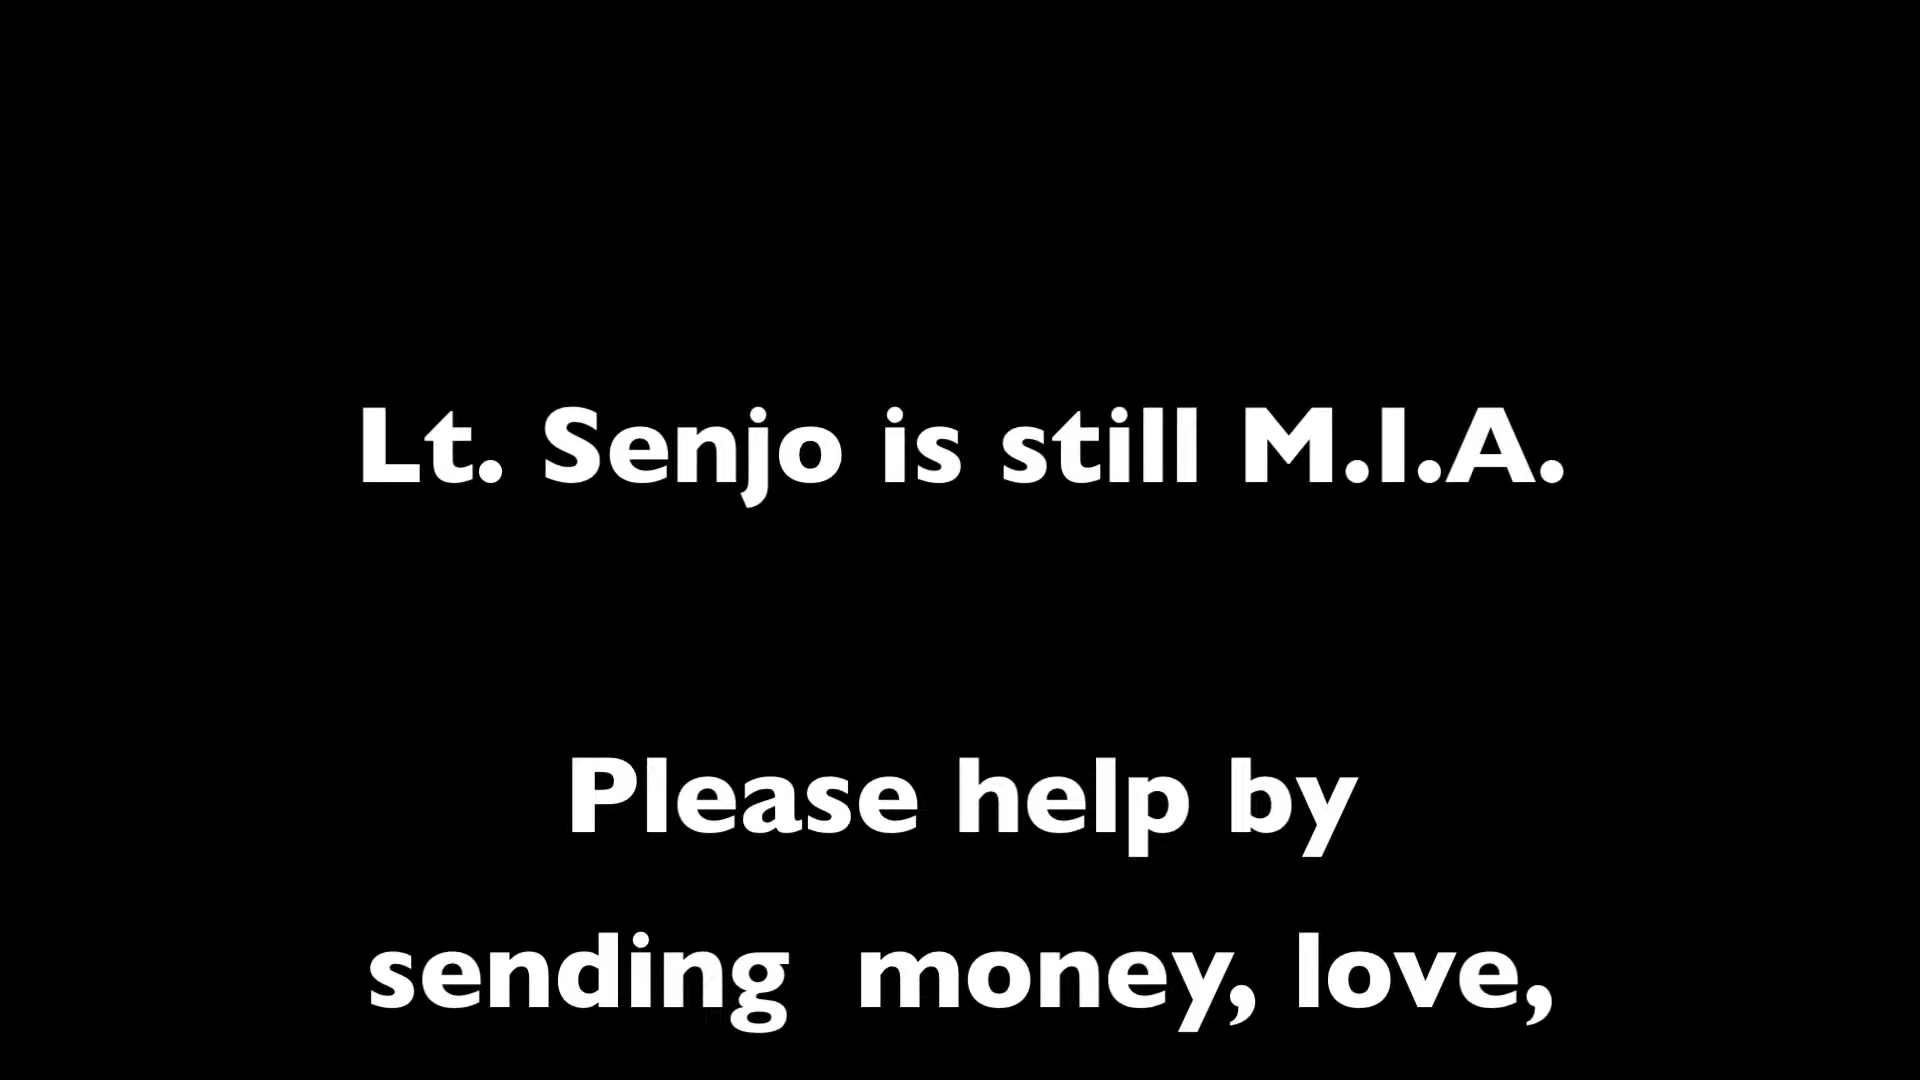 Lt. Senjo is still M.I.A.
Please help by
sending  money, love,